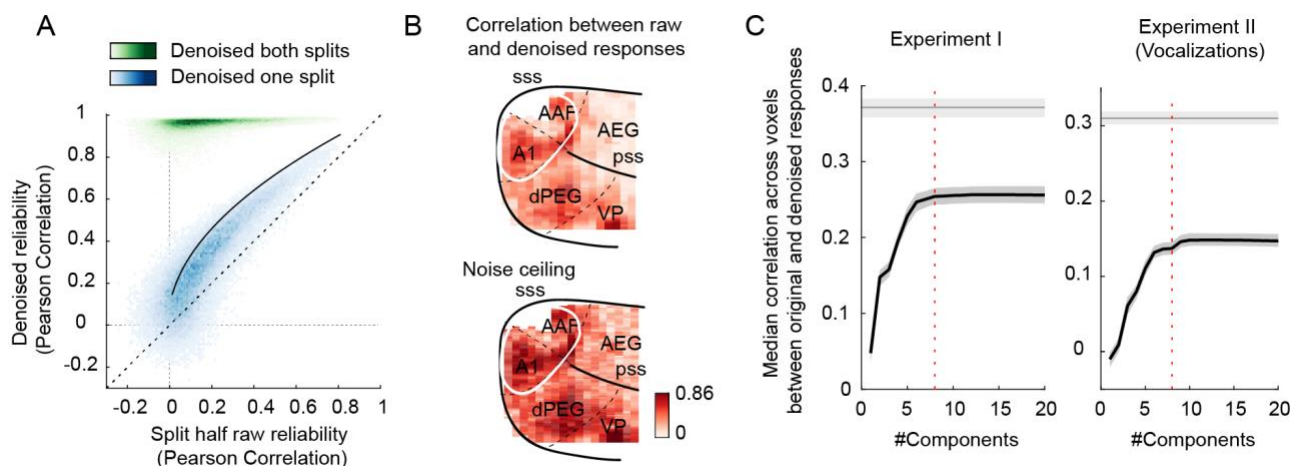 A
Denoised both splits
Denoised one split
Denoised reliability
(Pearson Correlation)
1
0.8
0.6
0.4
0.2
0
-0.2
-0.2 0 0.2 0.4 0.6 0.8 1
Split half raw reliability
(Pearson Correlation)
B
Correlation between raw
and denoised responses
sss
AAF
AEG
A1
pss
dPEG
VP
Noise ceiling
sss
AAF
AEG
A1
pss
dPEG
VP
0.86
0
C
Experiment I
Median correlation across voxels
between original and denoised responses
0.4
0.3
0.2
0.1
0
0 5 10 15 20
#Components
Experiment II
(Vocalizations)
0.3
0.2
0.1
0
0 5 10 15 20
#Components